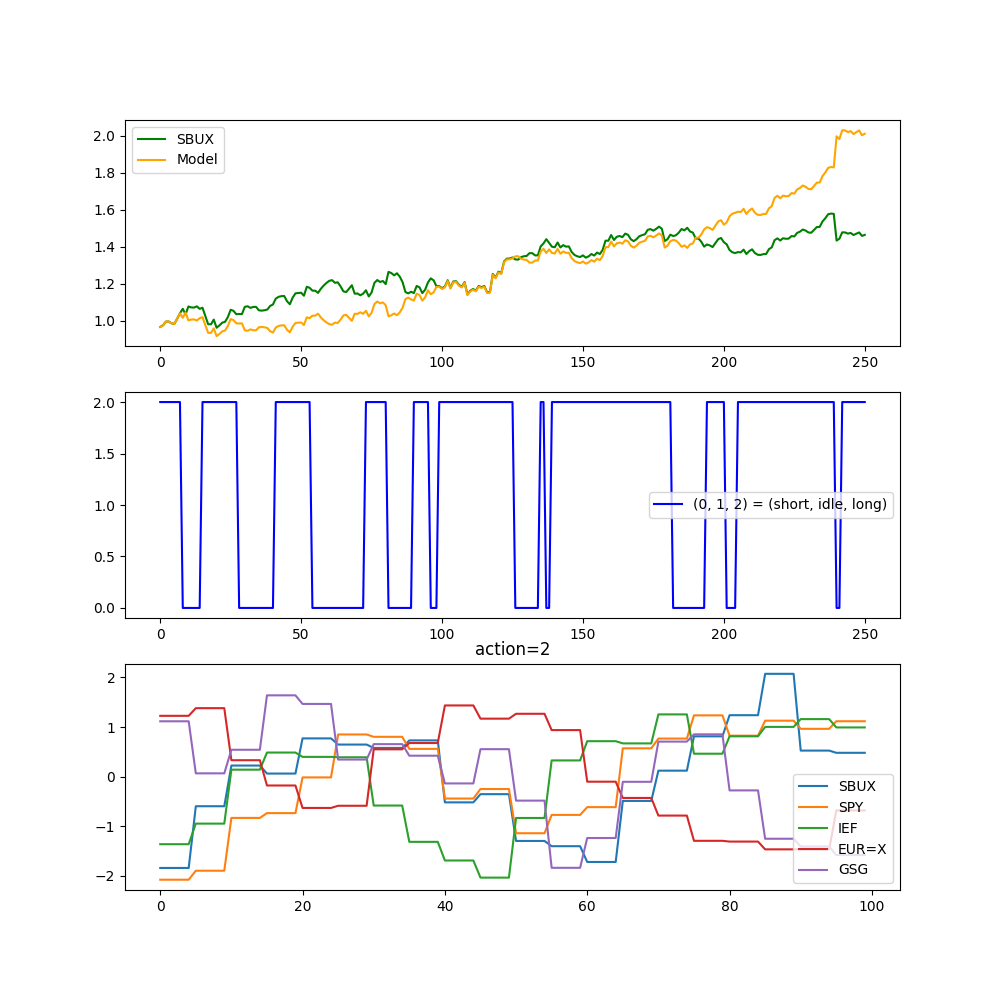 2.0
1.8
1.6
1.4
1.2
1.0
SBUX
Model
0 50 100 150 200 250
2.0
1.5
1.0
0.5
0.0
(0, 1, 2) = (short, idle, long)
0 50 100 150 200 250
action=2
2
1
0
−1
−2
SBUX
SPY
IEF
EUR=X
GSG
0 20 40 60 80 100